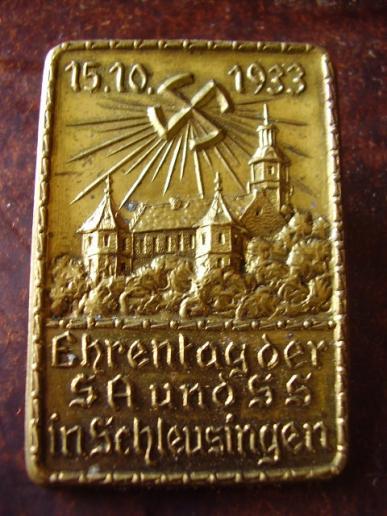 15.10. 1933
Ehrentag der
SA und SS
in Schleusingen